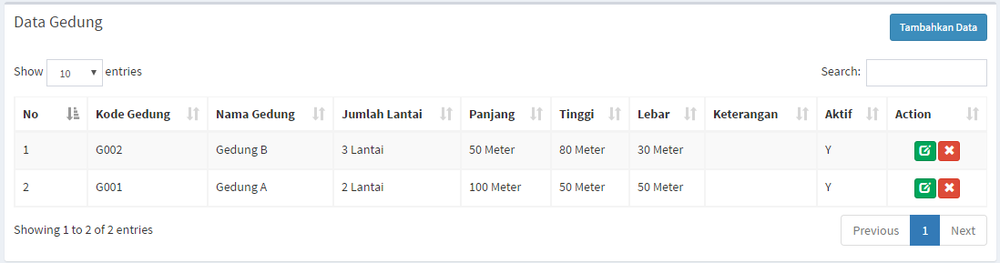 Data Gedung
Tambahkan Data
Show 10 entries Search:
No Kode Gedung Nama Gedung Jumlah Lantai Panjang Tinggi Lebar Keterangan Aktif Action
1 G002 Gedung B 3 Lantai 50 Meter 80 Meter 30 Meter Y
2 G001 Gedung A 2 Lantai 100 Meter 50 Meter 50 Meter Y
Showing 1 to 2 of 2 entries Previous 1 Next